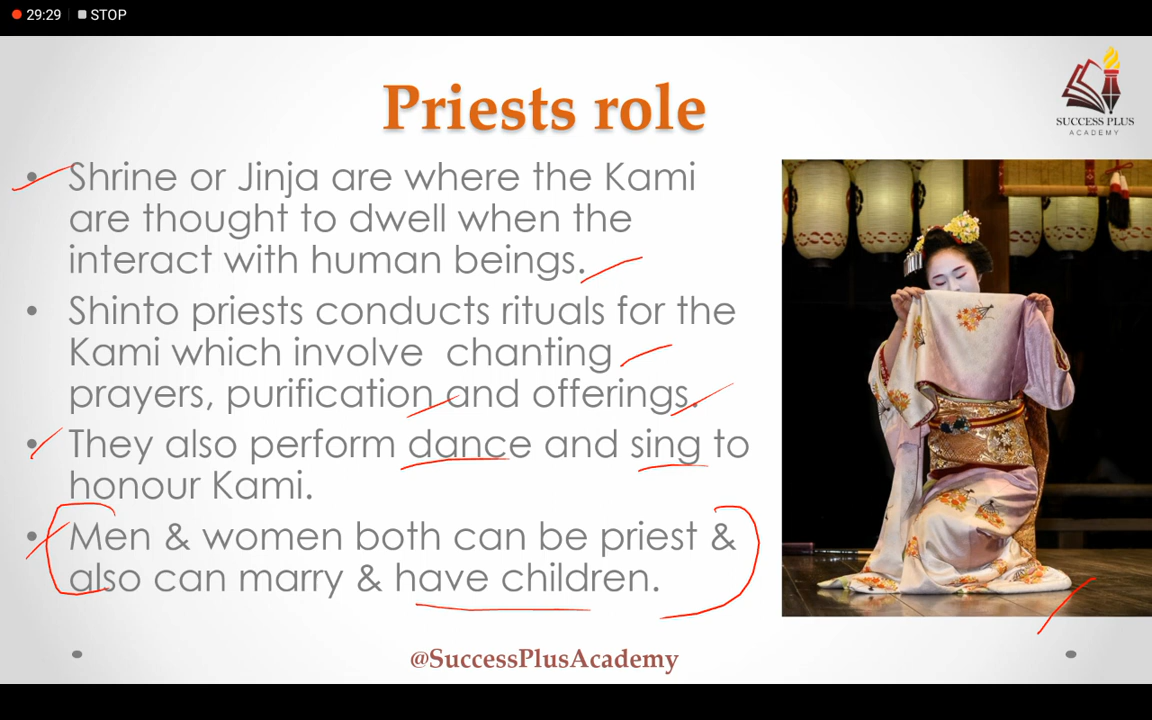 29:29 STOP
Priests role
SUCCESS PLUS
ACADEMY
• Shrine or Jinja are where the Kami
are thought to dwell when the
interact with human beings.
• Shinto priests conducts rituals for the
Kami which involve chanting
prayers, purification and offerings.
• They also perform dance and sing to
honour Kami.
• Men & women both can be priest &
also can marry & have children.
@SuccessPlusAcademy